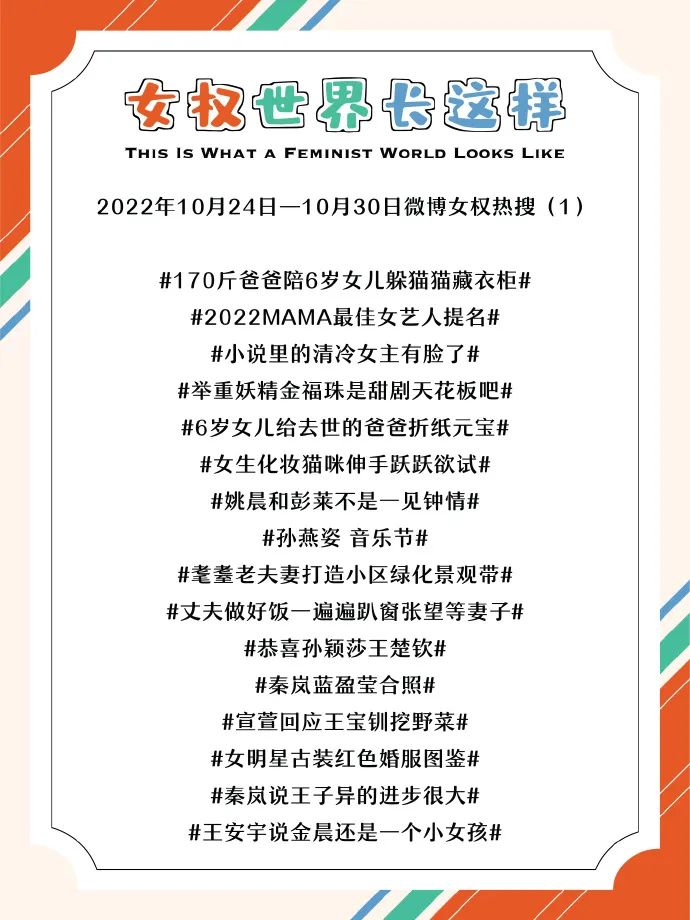 女权世界长这样
THIS IS WHAT A FEMINIST WORLD LOOKS LIKE
2022年10月24日—10月30日微博女权热搜（1）
#170斤爸爸陪6岁女儿躲猫猫藏衣柜#
#2022MAMA最佳女艺人提名#
#小说里的清冷女主有脸了#
#举重妖精金福珠是甜剧天花板吧#
#6岁女儿给去世的爸爸折纸元宝#
#女生化妆猫咪伸手跃跃欲试#
#姚晨和彭莱不是一见钟情#
#孙燕姿 音乐节#
#耄耋老夫妻打造小区绿化景观带#
#丈夫做好饭一遍遍趴窗张望等妻子#
#恭喜孙颖莎王楚钦#
#秦岚蓝盈莹合照#
#宣萱回应王宝钏挖野菜#
#女明星古装红色婚服图鉴#
#秦岚说王子异的进步很大#
#王安宇说金晨还是一个小女孩#